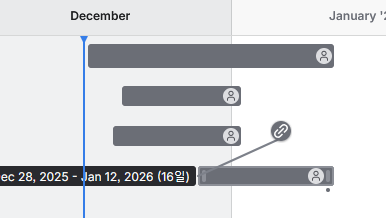 December
January '2
ec 28, 2025 - Jan 12, 2026 (16일)